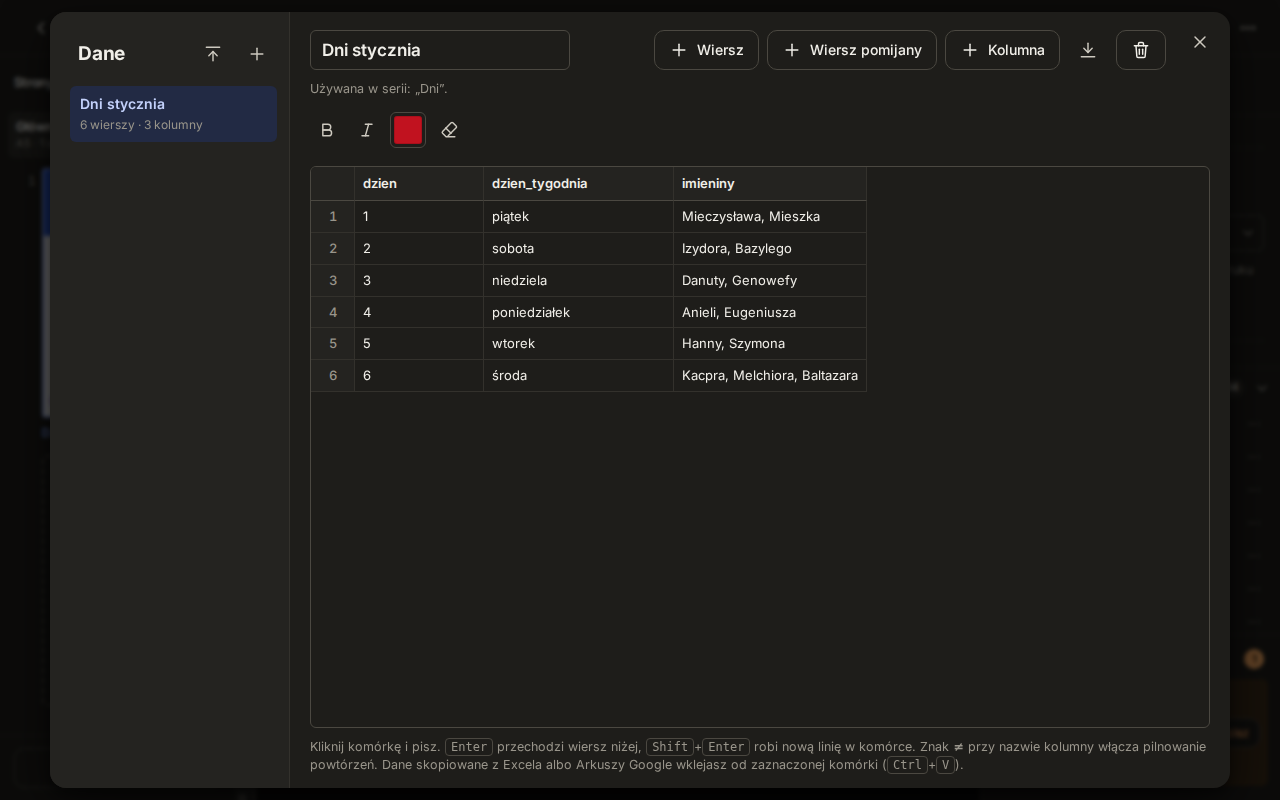 Dane
Dni stycznia
6 wierszy · 3 kolumny
Dni stycznia
Wiersz
Wiersz pomijany
Kolumna
Używana w serii: „Dni”.
dzien dzien_tygodnia imieniny
1 1 piątek Mieczysława, Mieszka
2 2 sobota Izydora, Bazylego
3 3 niedziela Danuty, Genowefy
4 4 poniedziałek Anieli, Eugeniusza
5 5 wtorek Hanny, Szymona
6 6 środa Kacpra, Melchiora, Baltazara
Kliknij komórkę i pisz. Enter przechodzi wiersz niżej, Shift+Enter robi nową linię w komórce. Znak ≠ przy nazwie kolumny włącza pilnowanie
powtórzeń. Dane skopiowane z Excela albo Arkuszy Google wklejasz od zaznaczonej komórki (Ctrl+V).